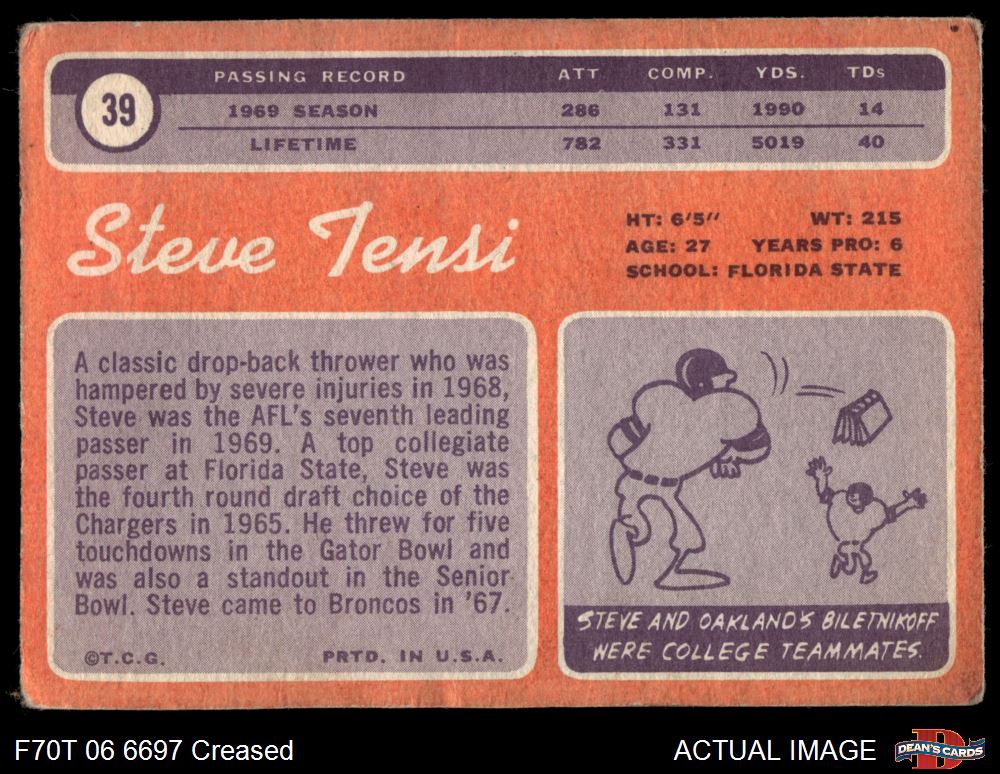 39
PASSING RECORD ATT COMP. YDS. TDs
1969 SEASON 286 131 1990 14
LIFETIME 782 331 5019 40
Steve Tensi
HT: 6'5" WT: 215
AGE: 27 YEARS PRO: 6
SCHOOL: FLORIDA STATE
A classic drop-back thrower who was
hampered by severe injuries in 1968,
Steve was the AFL's seventh leading
passer in 1969. A top collegiate
passer at Florida State, Steve was
the fourth round draft choice of the
Chargers in 1965. He threw for five
touchdowns in the Gator Bowl and
was also a standout in the Senior
Bowl. Steve came to Broncos in '67.
©T.C.G. PRTD. IN U.S.A.
STEVE AND OAKLAND'S BILETNIKOFF
WERE COLLEGE TEAMMATES.
F70T 06 6697 Creased
ACTUAL IMAGE
D
DEAN'S CARDS